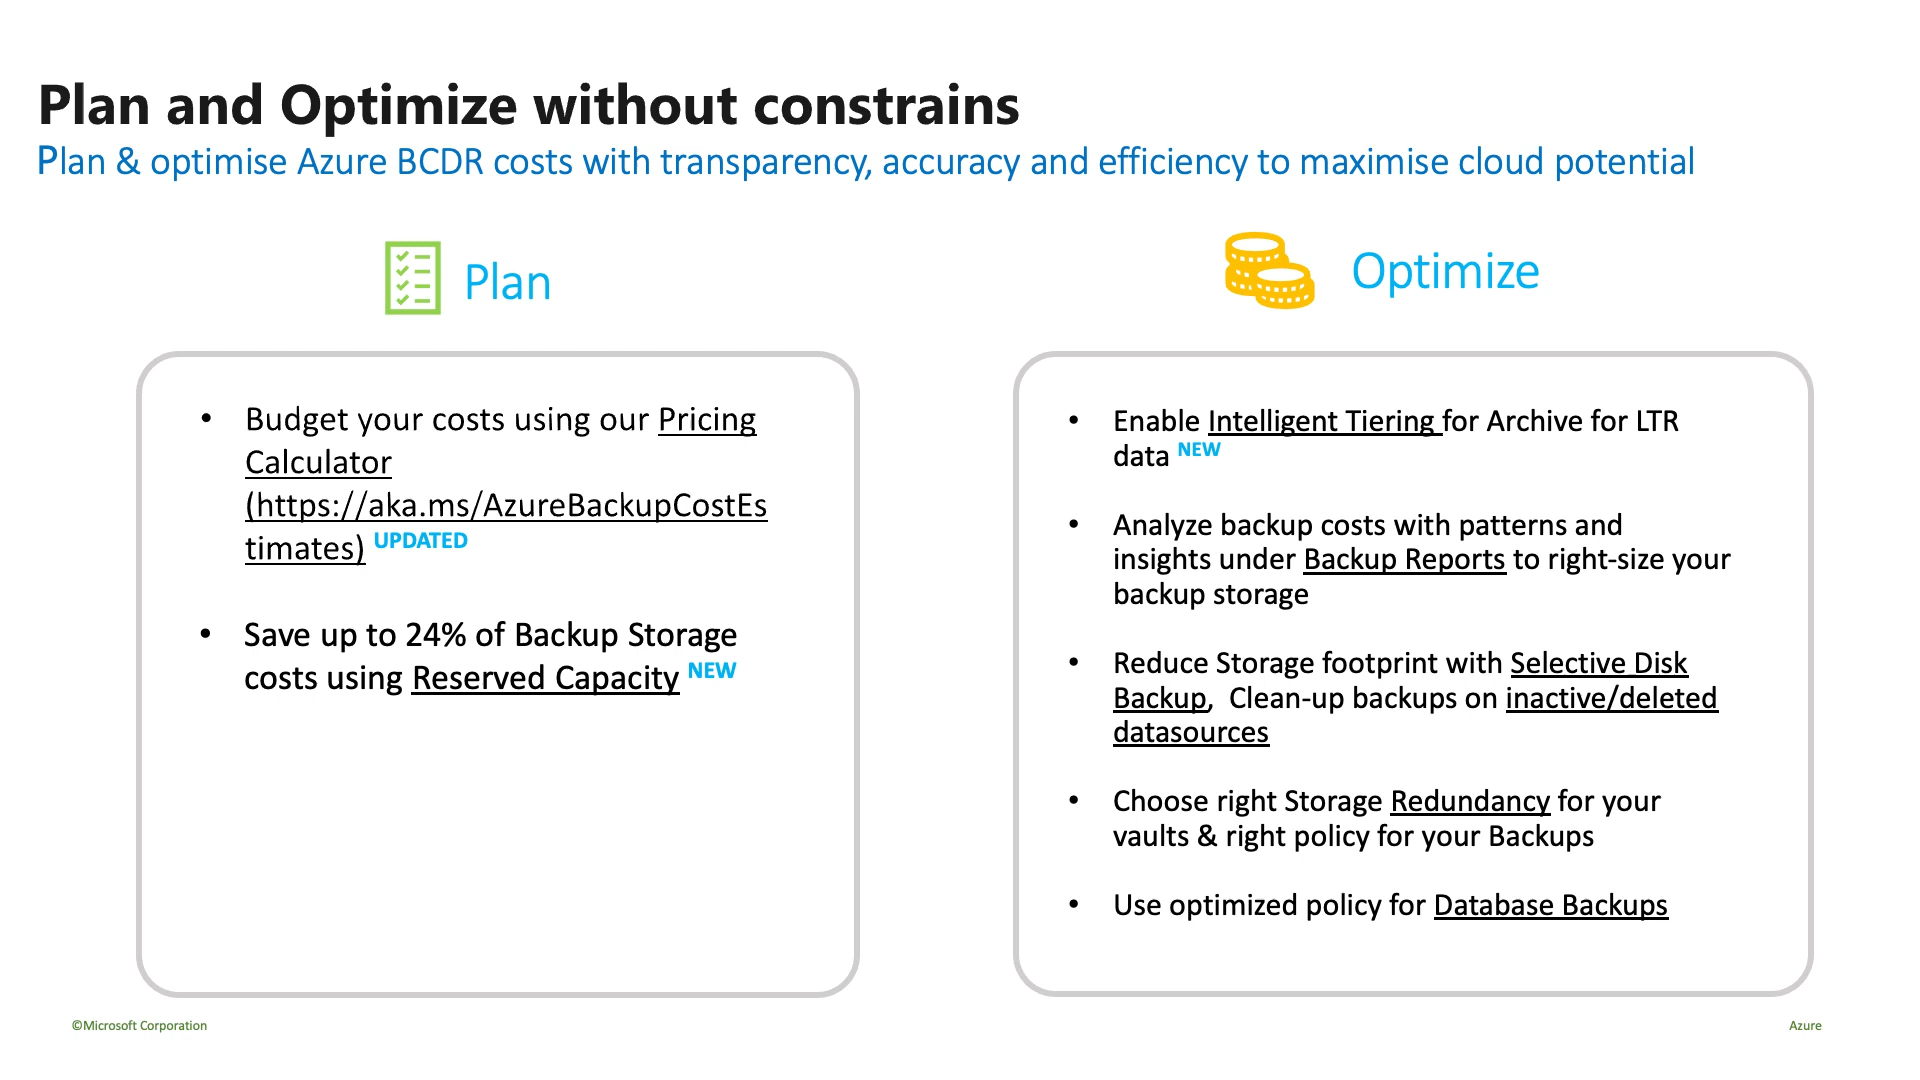 Plan and Optimize without constrains
Plan & optimise Azure BCDR costs with transparency, accuracy and efficiency to maximise cloud potential
Plan
• Budget your costs using our Pricing
Calculator
(https://aka.ms/AzureBackupCostEs
timates) UPDATED
• Save up to 24% of Backup Storage
costs using Reserved Capacity NEW
Optimize
• Enable Intelligent Tiering for Archive for LTR
data NEW
• Analyze backup costs with patterns and
insights under Backup Reports to right-size your
backup storage
• Reduce Storage footprint with Selective Disk
Backup,  Clean-up backups on inactive/deleted
datasources
• Choose right Storage Redundancy for your
vaults & right policy for your Backups
• Use optimized policy for Database Backups
©Microsoft Corporation
Azure